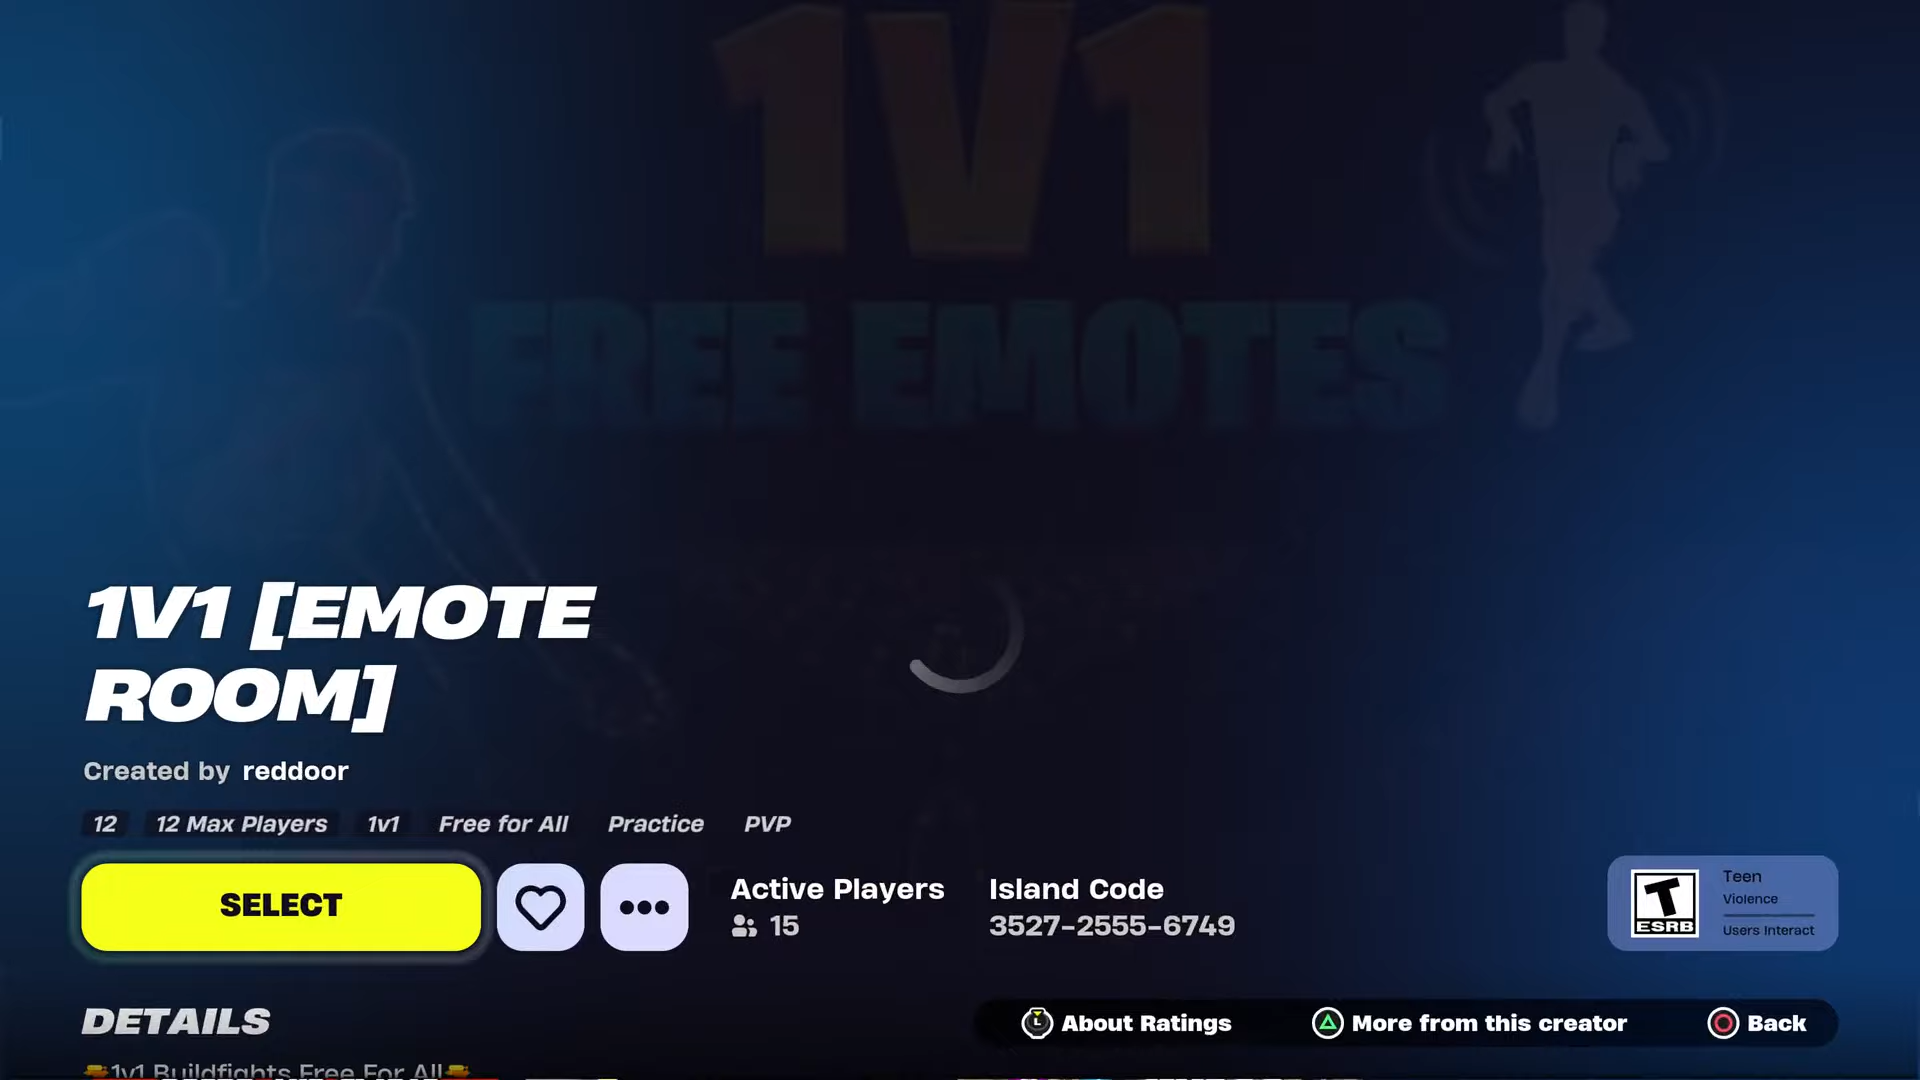 1V1
FREE EMOTES
1V1 [EMOTE
ROOM]
Created by reddoor
12 12 Max Players 1v1 Free for All Practice PVP
SELECT
Active Players
15
Island Code
3527-2555-6749
T
ESRB
Teen
Violence
Users Interact
DETAILS
L About Ratings More from this creator Back
1v1 Buildfights Free For All